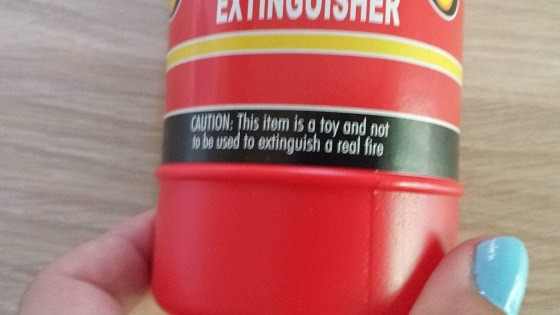 EXTINGUISHER
CAUTION: This item is a toy and not
to be used to extinguish a real fire